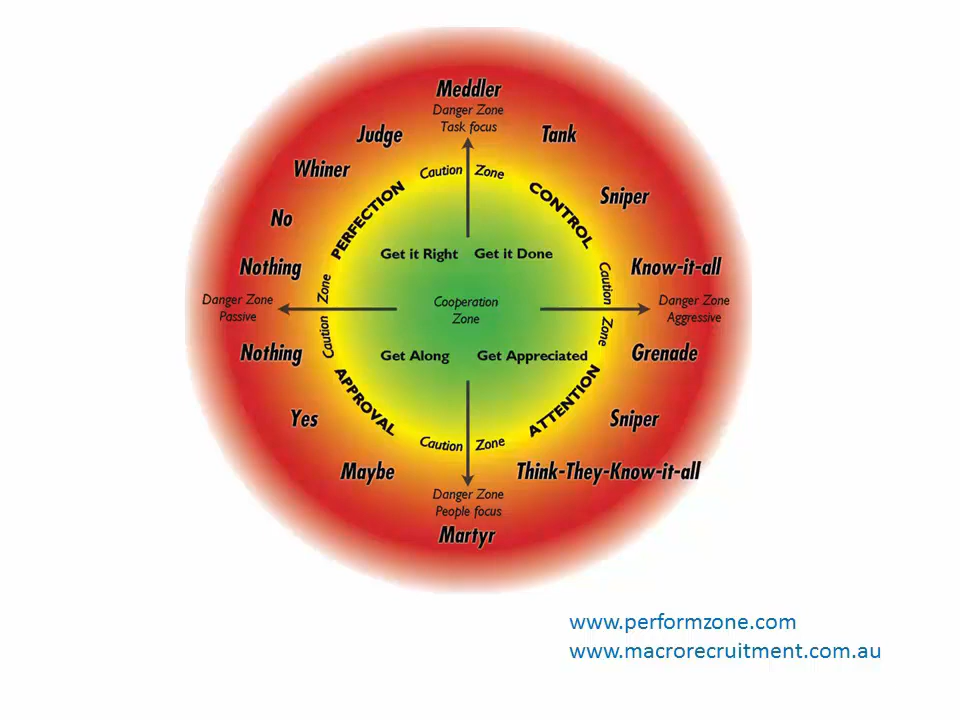 Meddler
Danger Zone
Task focus
Judge
Tank
Whiner
Caution Zone
PERFECTION
CONTROL
Sniper
No
Get it Right
Get it Done
Nothing
Caution Zone
Know-it-all
Danger Zone
Passive
Cooperation
Zone
Danger Zone
Aggressive
Nothing
Caution Zone
Get Along
Get Appreciated
Grenade
APPROVAL
ATTENTION
Yes
Sniper
Caution Zone
Maybe
Think-They-Know-it-all
Danger Zone
People focus
Martyr
www.performzone.com
www.macrorecruitment.com.au